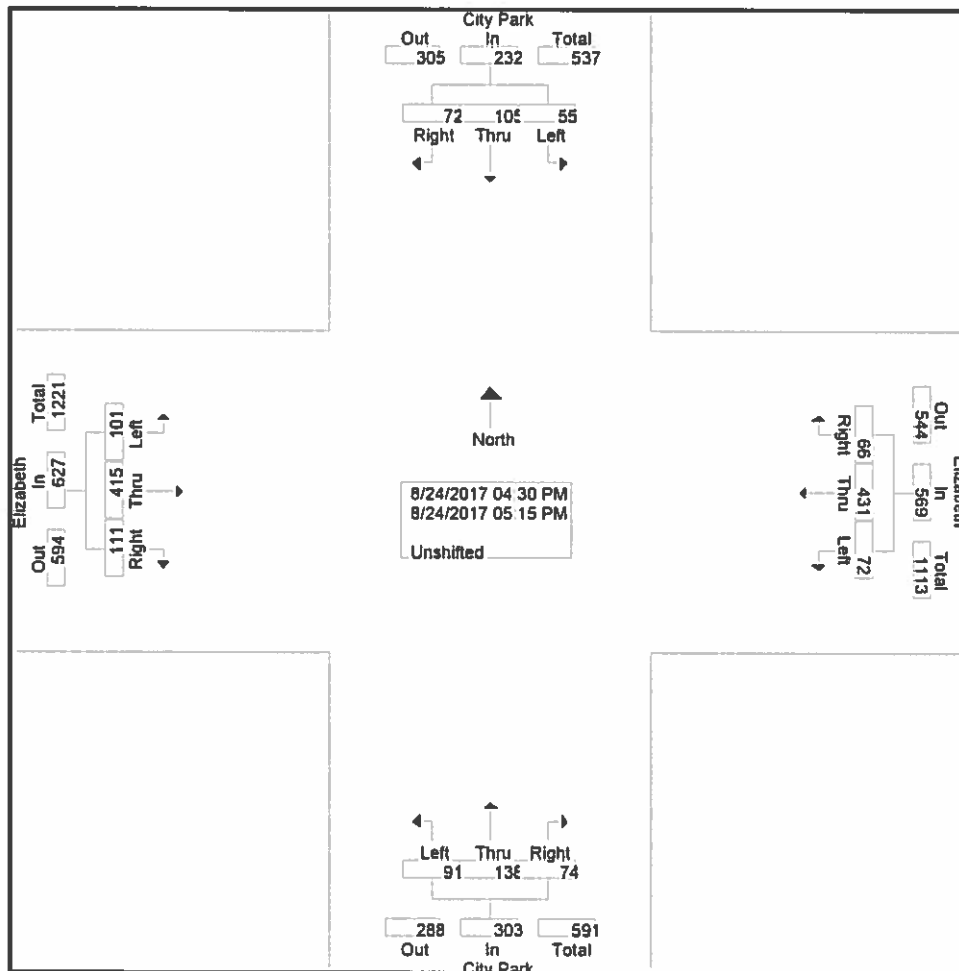 City Park
Out In Total
305 232 537
72 105 55
Right Thru Left
Elizabeth
Total In Out
1221 627 594
101 415 111
Left Thru Right
North
8/24/2017 04:30 PM
8/24/2017 05:15 PM
Unshifted
Right Thru Left
66 431 72
Out In Total
544 569 1113
Elizabeth
Left Thru Right
91 138 74
288 303 591
Out In Total
City Park